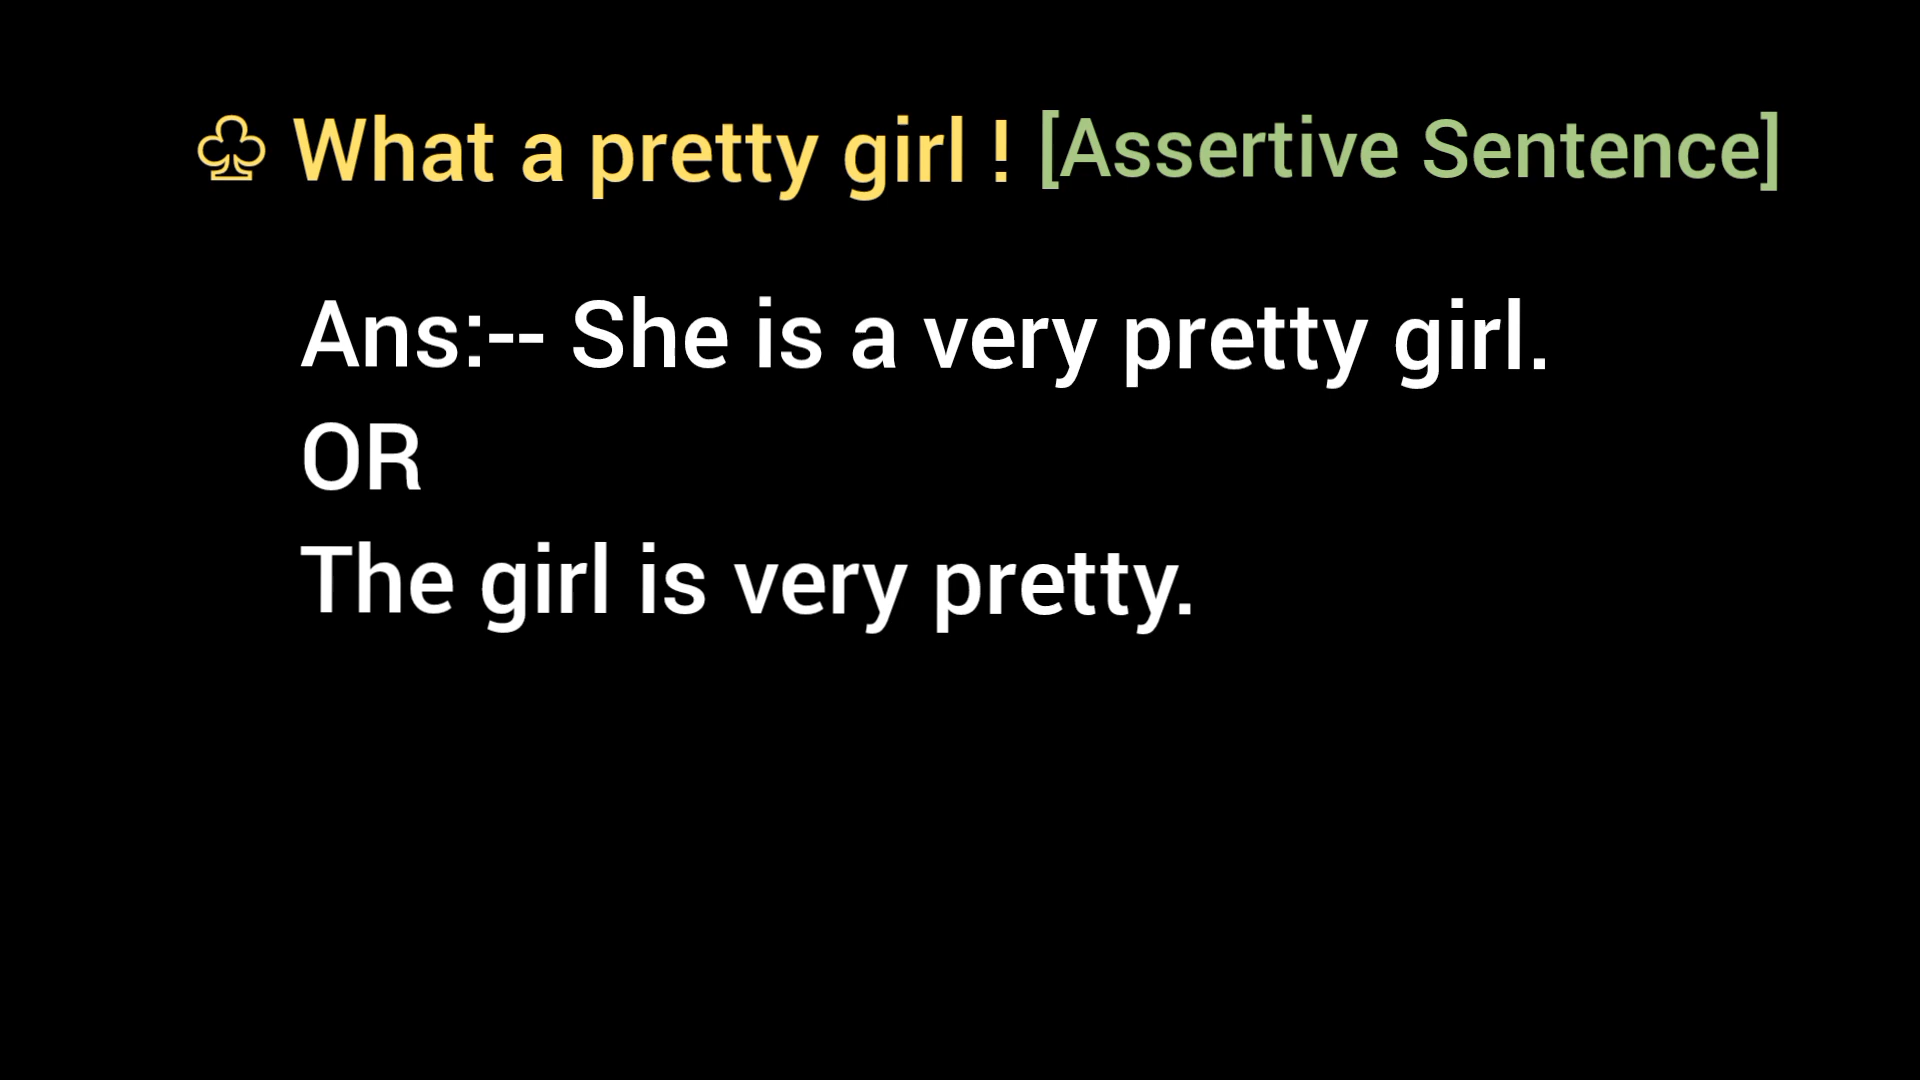 ♧ What a pretty girl ! [Assertive Sentence]
Ans:-- She is a very pretty girl.
OR
The girl is very pretty.